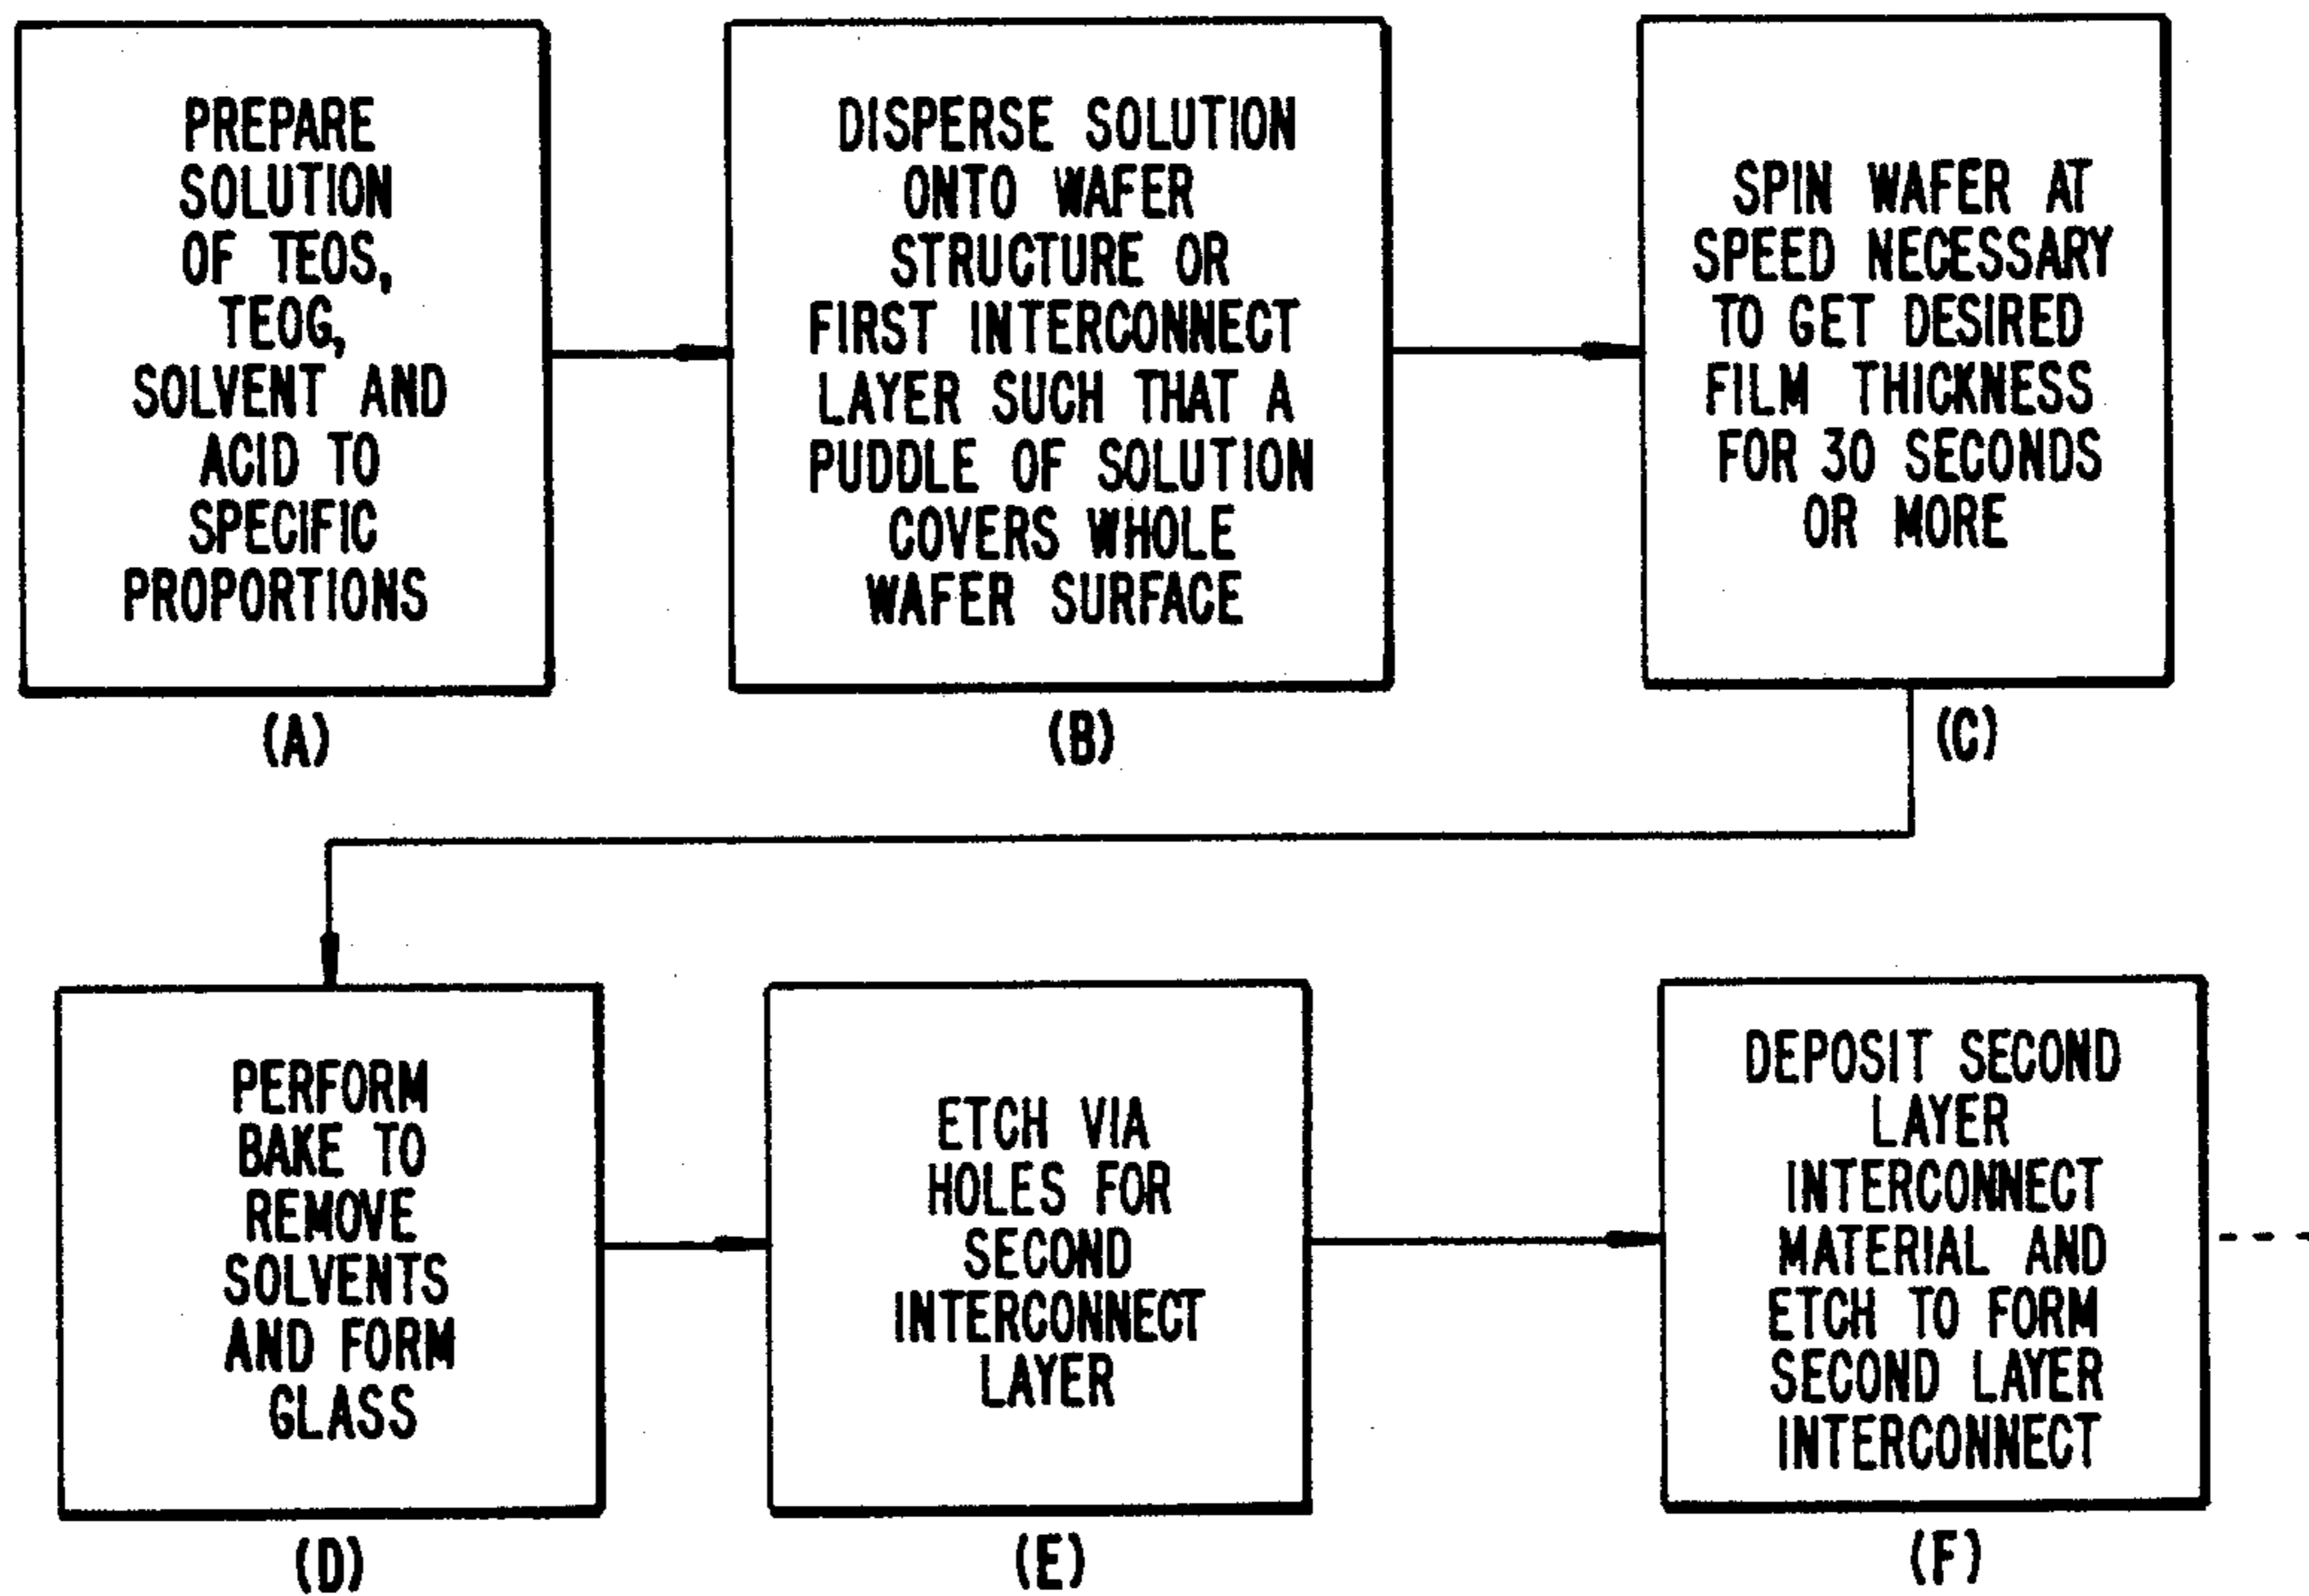 PREPARE
SOLUTION
OF TEOS,
TEOG,
SOLVENT AND
ACID TO
SPECIFIC
PROPORTIONS
(A)
DISPERSE SOLUTION
ONTO WAFER
STRUCTURE OR
FIRST INTERCONNECT
LAYER SUCH THAT A
PUDDLE OF SOLUTION
COVERS WHOLE
WAFER SURFACE
(B)
SPIN WAFER AT
SPEED NECESSARY
TO GET DESIRED
FILM THICKNESS
FOR 30 SECONDS
OR MORE
(C)
PERFORM
BAKE TO
REMOVE
SOLVENTS
AND FORM
GLASS
(D)
ETCH VIA
HOLES FOR
SECOND
INTERCONNECT
LAYER
(E)
DEPOSIT SECOND
LAYER
INTERCONNECT
MATERIAL AND
ETCH TO FORM
SECOND LAYER
INTERCONNECT
(F)